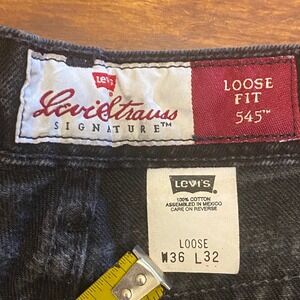 Levi's
Levi Strauss
SIGNATURE™
LOOSE
FIT
545™
LEVI'S
100% COTTON
ASSEMBLED IN MEXICO
CARE ON REVERSE
LOOSE
W36 L32